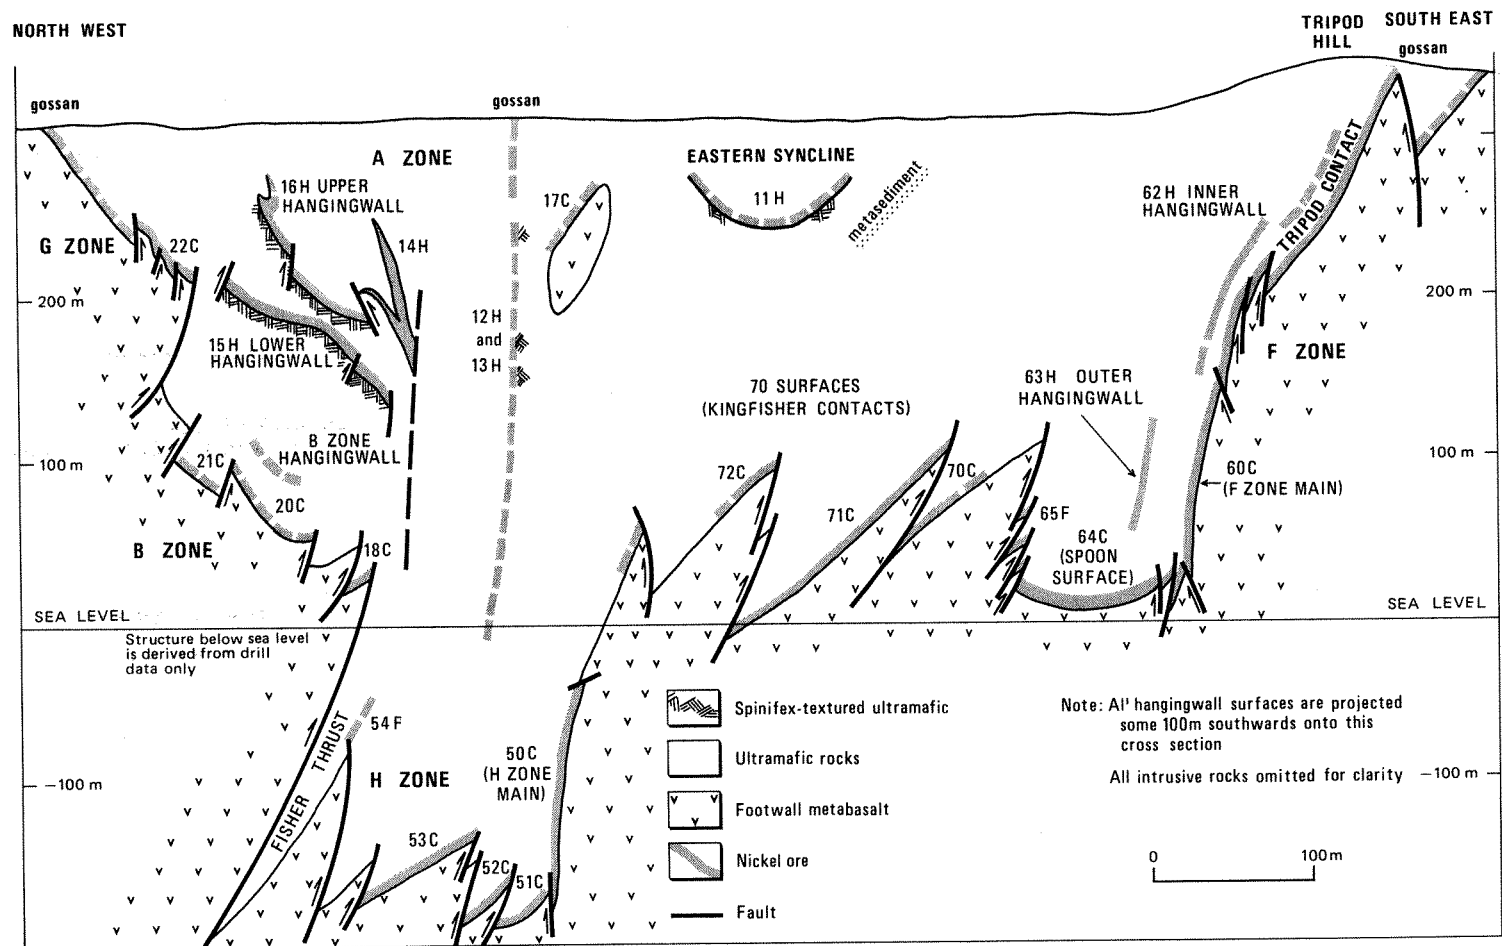 NORTH WEST
TRIPOD HILL
SOUTH EAST
gossan
gossan
gossan
A ZONE
EASTERN SYNCLINE
11H
metasediment
16H UPPER
HANGINGWALL
17C
62H INNER
HANGINGWALL
TRIPOD CONTACT
G ZONE
22C
14H
200 m
200 m
12H
and
13H
15H LOWER
HANGINGWALL
F ZONE
63H OUTER
HANGINGWALL
70 SURFACES
(KINGFISHER CONTACTS)
B ZONE
HANGINGWALL
100 m
100 m
21C
72C
70C
60C
(F ZONE MAIN)
20C
71C
65F
B ZONE
18C
64C
(SPOON
SURFACE)
SEA LEVEL
SEA LEVEL
Structure below sea level
is derived from drill
data only
54F
FISHER THRUST
H ZONE
50C
(H ZONE
MAIN)
-100 m
-100 m
53C
52C
51C
Spinifex-textured ultramafic
Ultramafic rocks
Footwall metabasalt
Nickel ore
Fault
Note: Al' hangingwall surfaces are projected
some 100m southwards onto this
cross section
All intrusive rocks omitted for clarity
0
100m